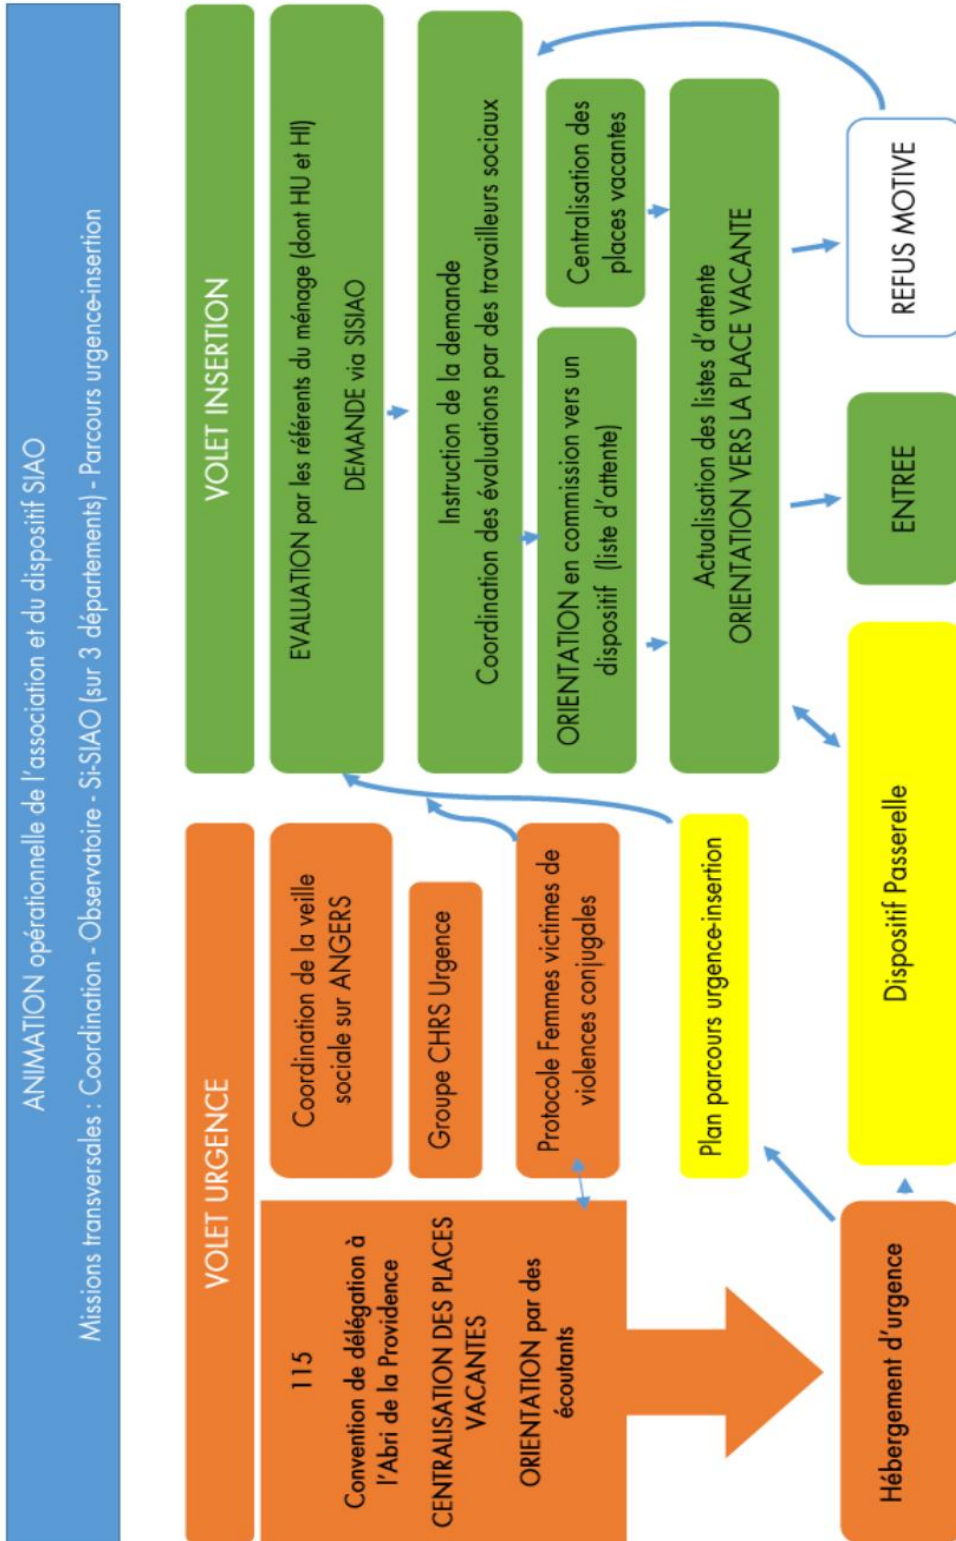 ANIMATION opérationnelle de l'association et du dispositif SIAO
Missions transversales : Coordination - Observatoire - Si-SIAO (sur 3 départements) - Parcours urgence-insertion
VOLET URGENCE
115
Convention de délégation à
l'Abri de la Providence
CENTRALISATION DES PLACES
VACANTES
ORIENTATION par des
écoutants
Coordination de la veille
sociale sur ANGERS
Groupe CHRS Urgence
Protocole Femmes victimes de
violences conjugales
Plan parcours urgence-insertion
Hébergement d'urgence
Dispositif Passerelle
VOLET INSERTION
EVALUATION par les référents du ménage (dont HU et HI)
DEMANDE via SISIAO
Instruction de la demande
Coordination des évaluations par des travailleurs sociaux
ORIENTATION en commission vers un
dispositif (liste d'attente)
Centralisation des
places vacantes
Actualisation des listes d'attente
ORIENTATION VERS LA PLACE VACANTE
ENTREE
REFUS MOTIVE